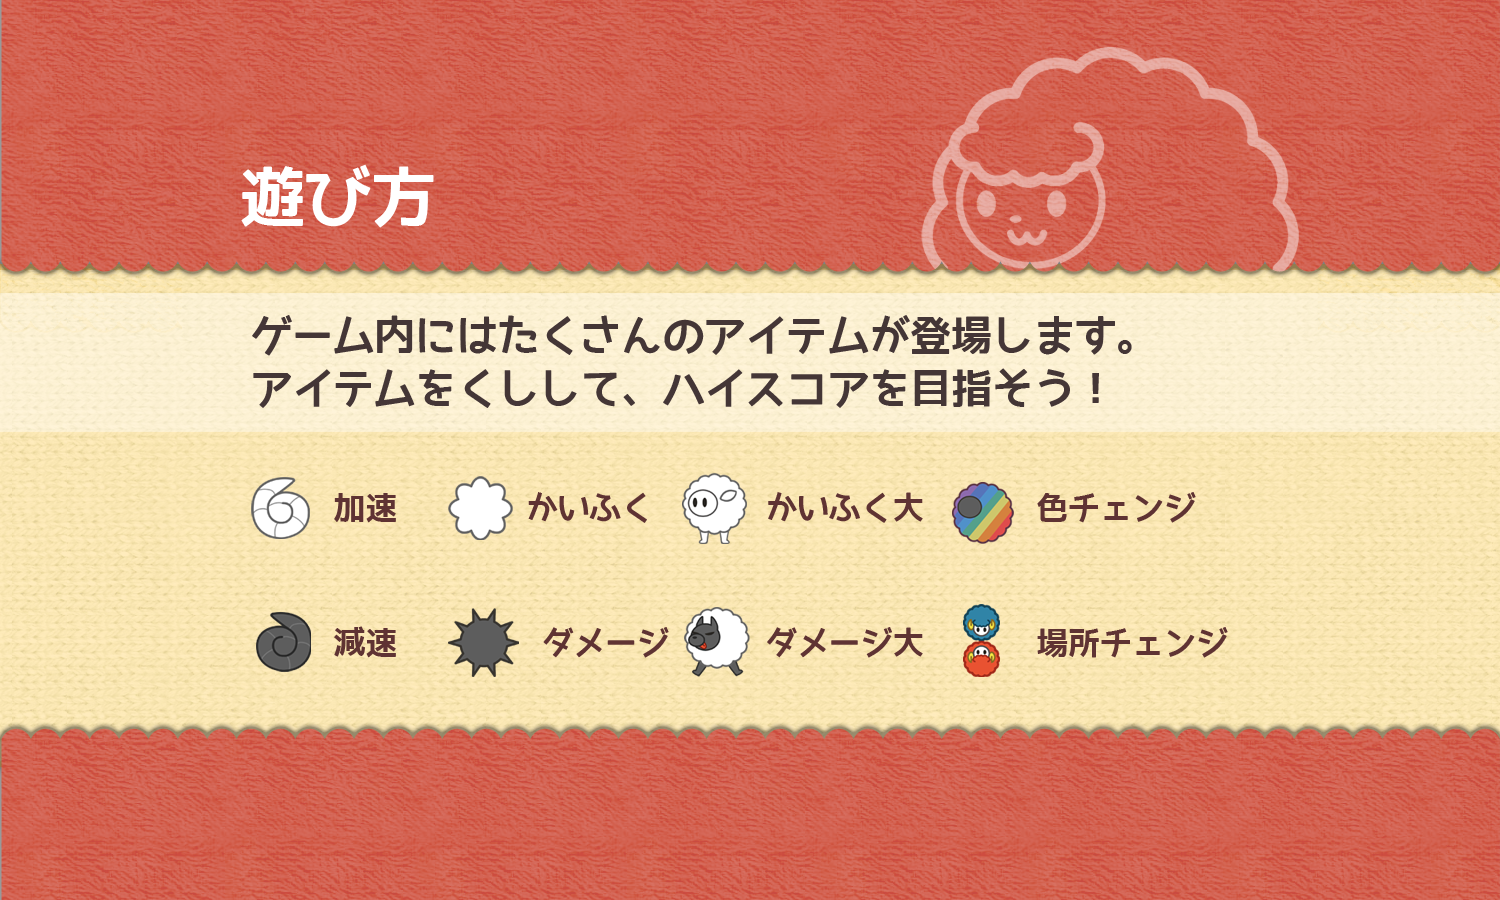 遊び方
ゲーム内にはたくさんのアイテムが登場します。
アイテムをくしして、ハイスコアを目指そう！
加速 かいふく かいふく大 色チェンジ
減速 ダメージ ダメージ大 場所チェンジ